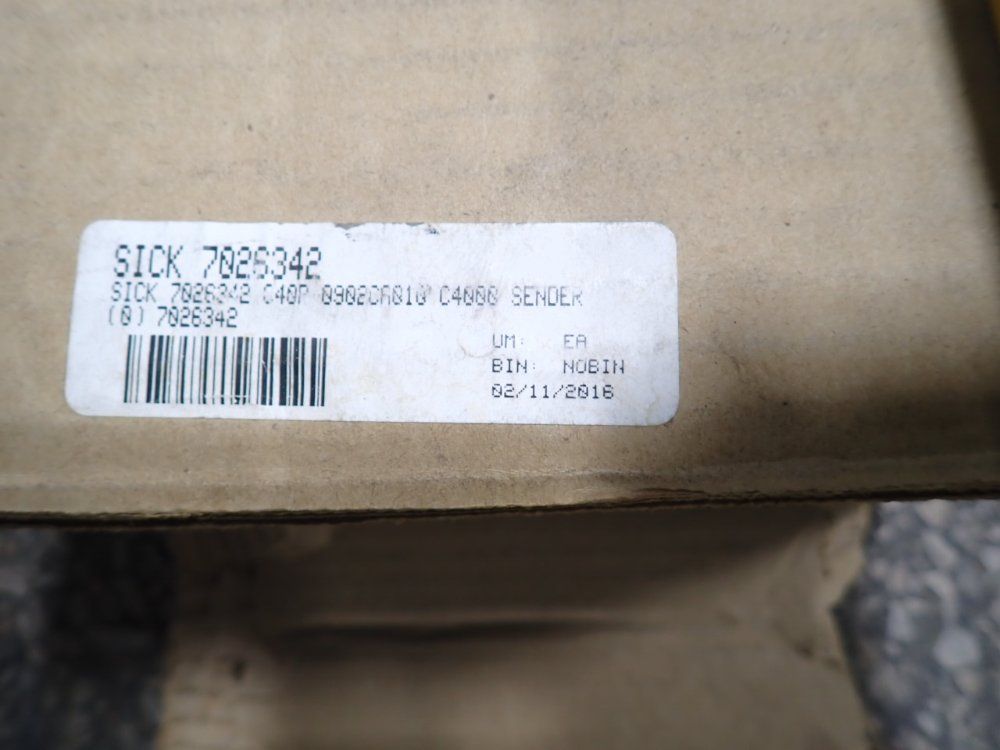 SICK 7026342
SICK 7026342 C40P 0902CA010 C4000 SENDER
(0) 7026342
UM: EA
BIN: NOBIN
02/11/2016